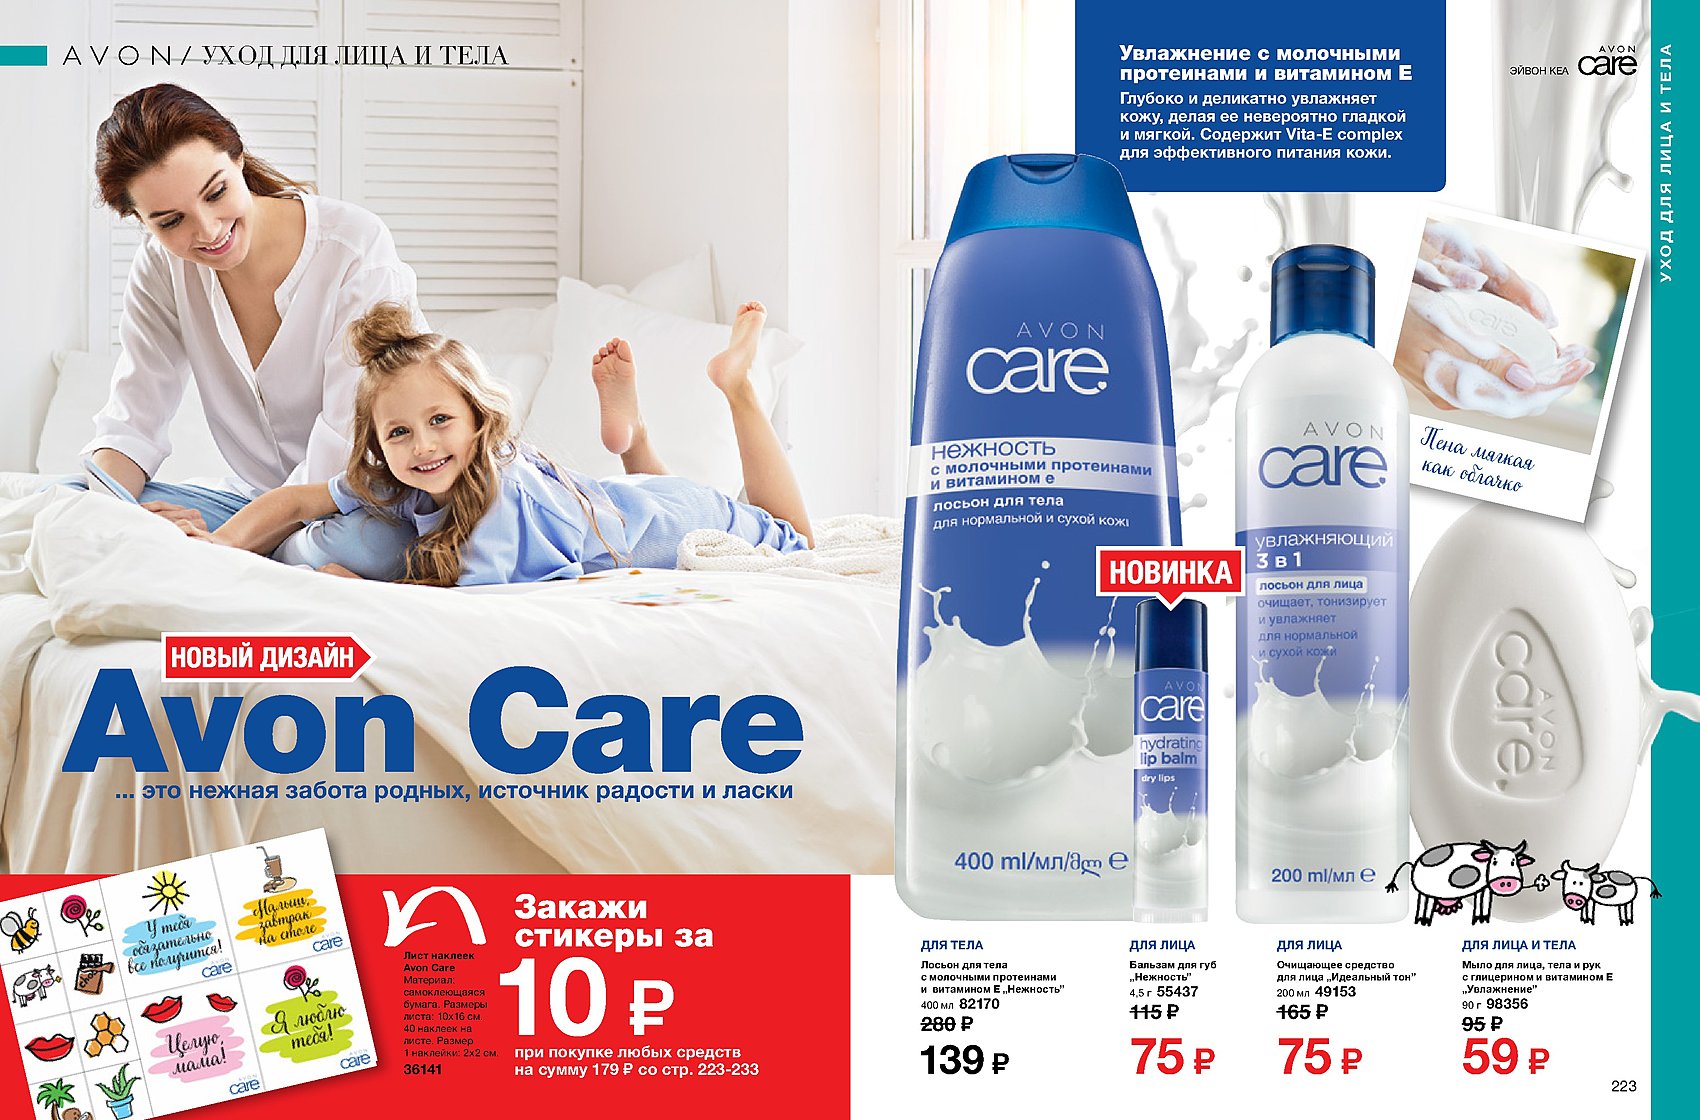 AVON / УХОД ДЛЯ ЛИЦА И ТЕЛА
НОВЫЙ ДИЗАЙН
Avon Care
... это нежная забота родных, источник радости и ласки
У тебя
обязательно
все получится!
AVON
care
Малыш,
завтрак
на столе
AVON
care
Целую,
мама!
AVON
care
Я люблю
тебя!
AVON
care
Лист наклеек
Avon Care
Материал:
самоклеющаяся
бумага. Размеры
листа: 10х16 см.
40 наклеек на
листе. Размер
1 наклейки: 2х2 см.
36141
Закажи
стикеры за
10 ₽
при покупке любых средств
на сумму 179 ₽ со стр. 223-233
Увлажнение с молочными
протеинами и витамином Е
Глубоко и деликатно увлажняет
кожу, делая ее невероятно гладкой
и мягкой. Содержит Vita-E complex
для эффективного питания кожи.
ЭЙВОН КЕА
AVON
care
УХОД ДЛЯ ЛИЦА И ТЕЛА
care
Пена мягкая
как облачко
AVON
care
нежность
с молочными протеинами
и витамином е
лосьон для тела
для нормальной и сухой кожи
400 ml/мл/მლ e
НОВИНКА
AVON
care
hydrating
lip balm
dry lips
AVON
care
увлажняющий
3 в 1
лосьон для лица
очищает, тонизирует
и увлажняет
для нормальной
и сухой кожи
200 ml/мл e
AVON
care
ДЛЯ ТЕЛА
Лосьон для тела
с молочными протеинами
и витамином Е „Нежность”
400 мл 82170
280 ₽
139 ₽
ДЛЯ ЛИЦА
Бальзам для губ
„Нежность”
4,5 г 55437
115 ₽
75 ₽
ДЛЯ ЛИЦА
Очищающее средство
для лица „Идеальный тон”
200 мл 49153
165 ₽
75 ₽
ДЛЯ ЛИЦА И ТЕЛА
Мыло для лица, тела и рук
с глицерином и витамином Е
„Увлажнение”
90 г 98356
95 ₽
59 ₽
223